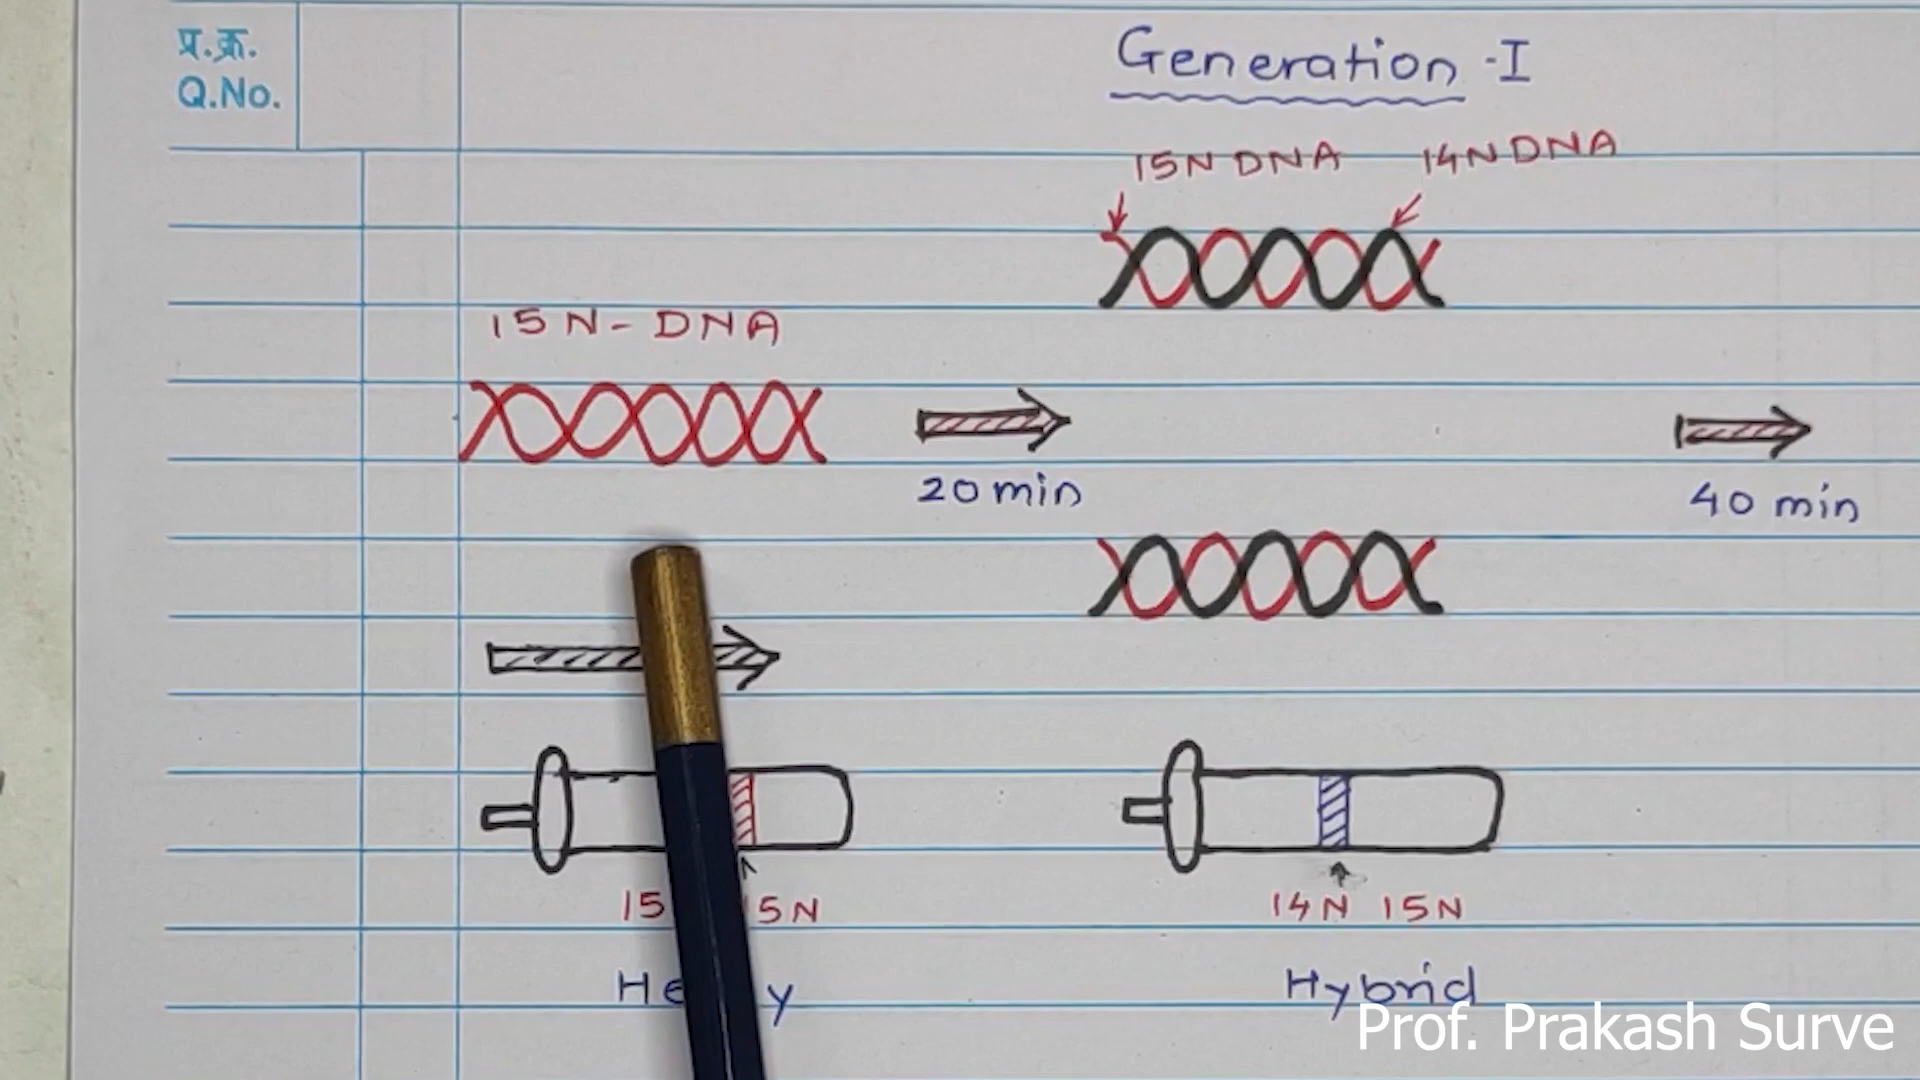 प्र.क्र.
Q.No.
Generation -I
15N DNA 14N DNA
15N- DNA
20 min
40 min
14N 15N
Hybrid
Prof. Prakash Surve